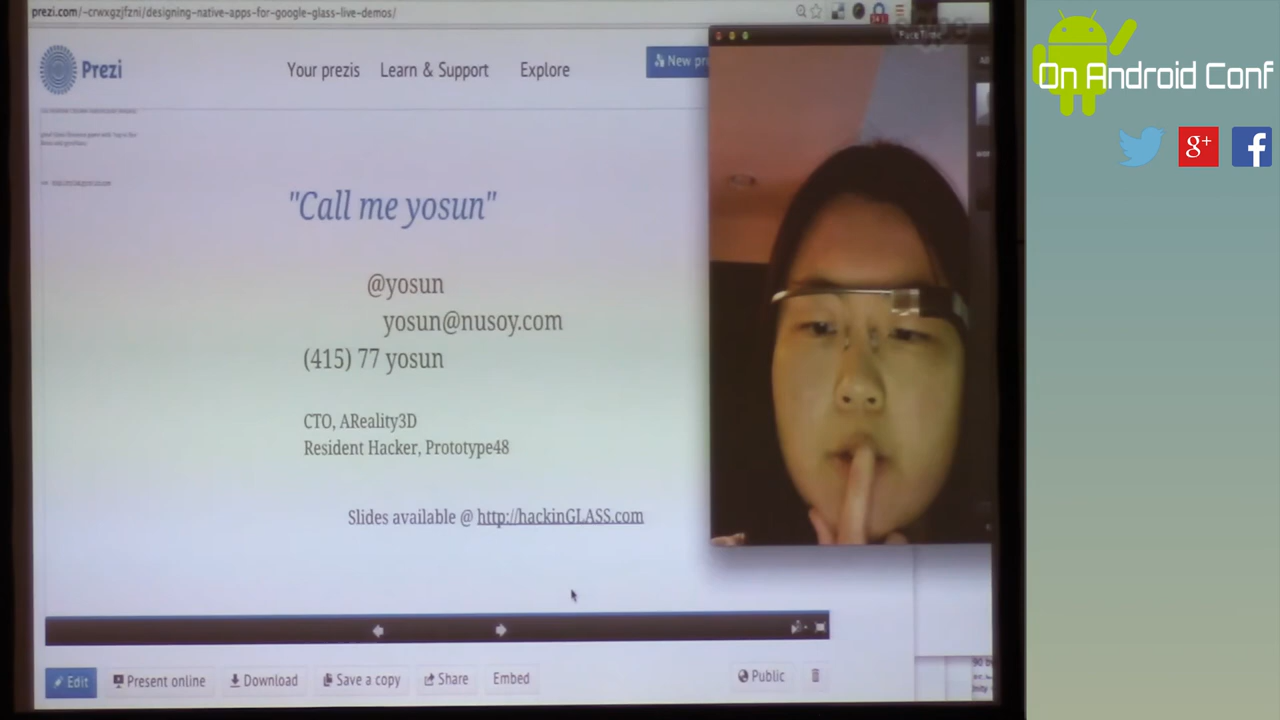 prezi.com/-crwxgzjfzni/designing-native-apps-for-google-glass-live-demos/
Prezi
Your prezis
Learn & Support
Explore
New pr
FaceTime
"Call me yosun"
@yosun
yosun@nusoy.com
(415) 77 yosun
CTO, AReality3D
Resident Hacker, Prototype48
Slides available @ http://hackinGLASS.com
Edit
Present online
Download
Save a copy
Share
Embed
Public
On Android Conf
g+
f